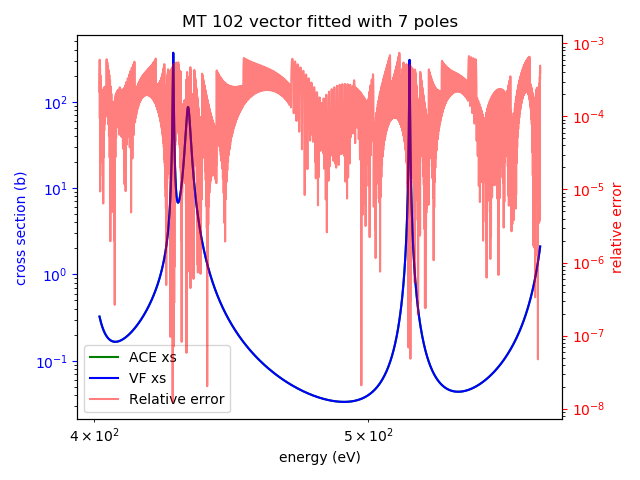 MT 102 vector fitted with 7 poles
cross section (b)
10²
10¹
10⁰
10⁻¹
10⁻³
10⁻⁴
10⁻⁵
10⁻⁶
10⁻⁷
10⁻⁸
relative error
ACE xs
VF xs
Relative error
4 × 10²
5 × 10²
energy (eV)